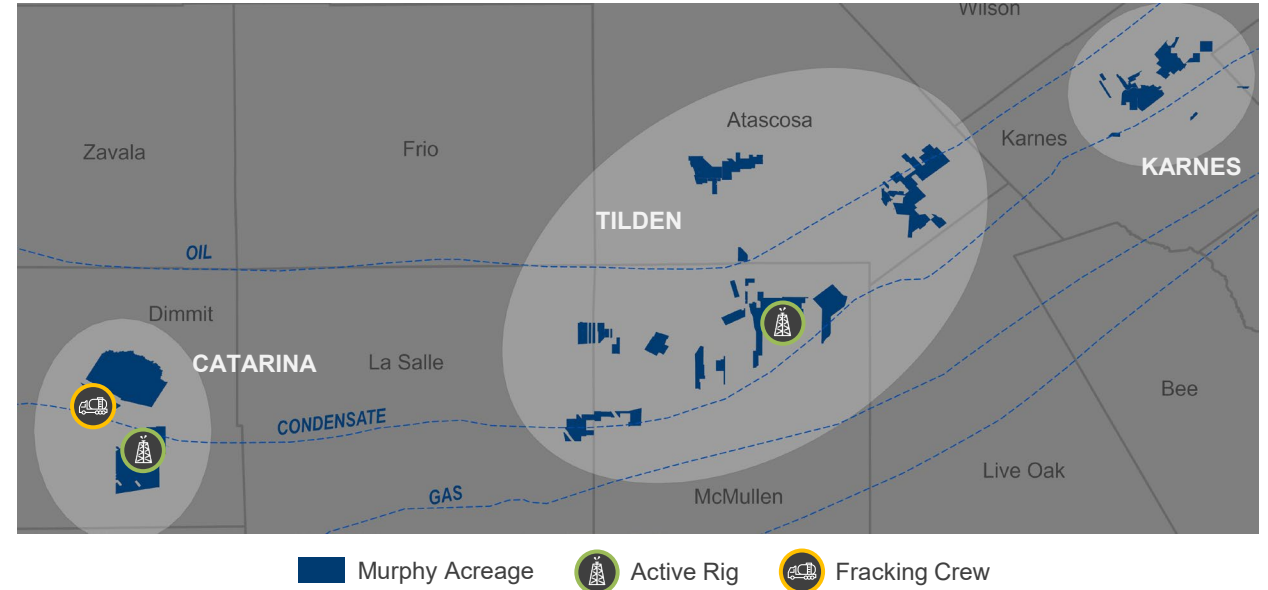 Wilson
Atascosa
Zavala
Frio
Karnes
KARNES
TILDEN
OIL
Dimmit
CATARINA
La Salle
Bee
CONDENSATE
Live Oak
GAS
McMullen
Murphy Acreage
Active Rig
Fracking Crew